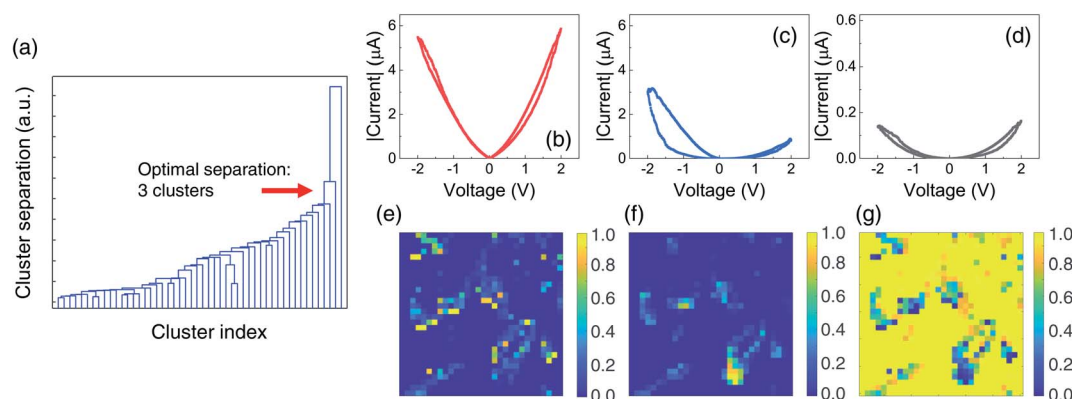 (a)
Cluster separation (a.u.)
Optimal separation:
3 clusters
Cluster index
|Current| (μA)
6
4
2
0
-2 -1 0 1 2
Voltage (V)
(b)
|Current| (μA)
6
4
2
0
-2 -1 0 1 2
Voltage (V)
(c)
|Current| (μA)
0.6
0.4
0.2
0.0
-2 -1 0 1 2
Voltage (V)
(d)
(e)
1.0
0.8
0.6
0.4
0.2
0.0
(f)
1.0
0.8
0.6
0.4
0.2
0.0
(g)
1.0
0.8
0.6
0.4
0.2
0.0